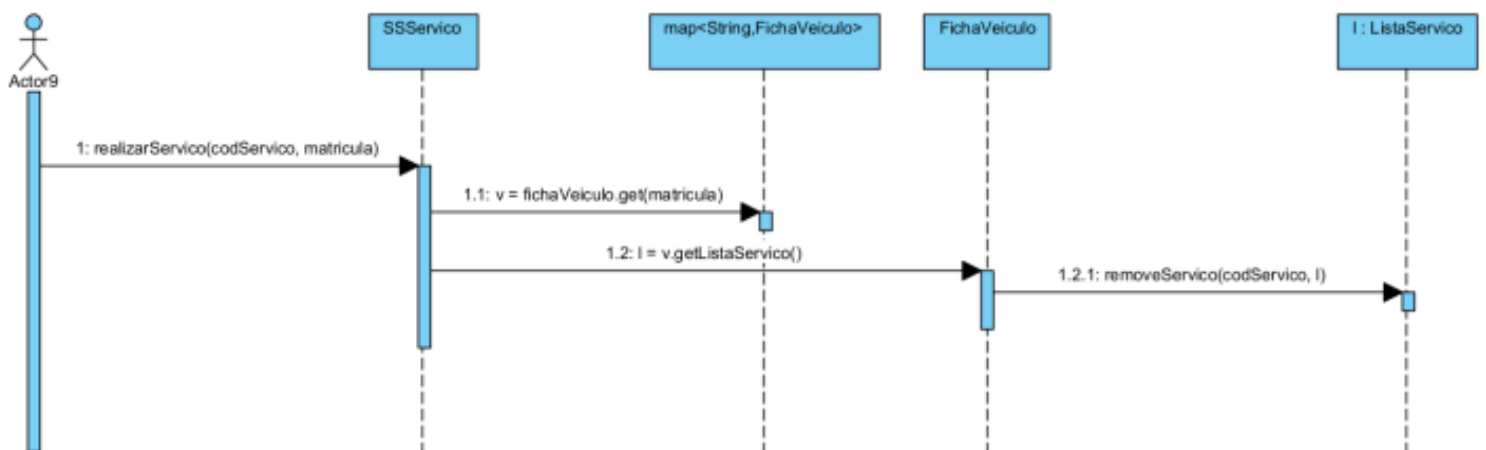 SSServico
map<String,FichaVeiculo>
FichaVeiculo
l : ListaServico
Actor9
1: realizarServico(codServico, matricula)
1.1: v = fichaVeiculo.get(matricula)
1.2: l = v.getListaServico()
1.2.1: removeServico(codServico, l)